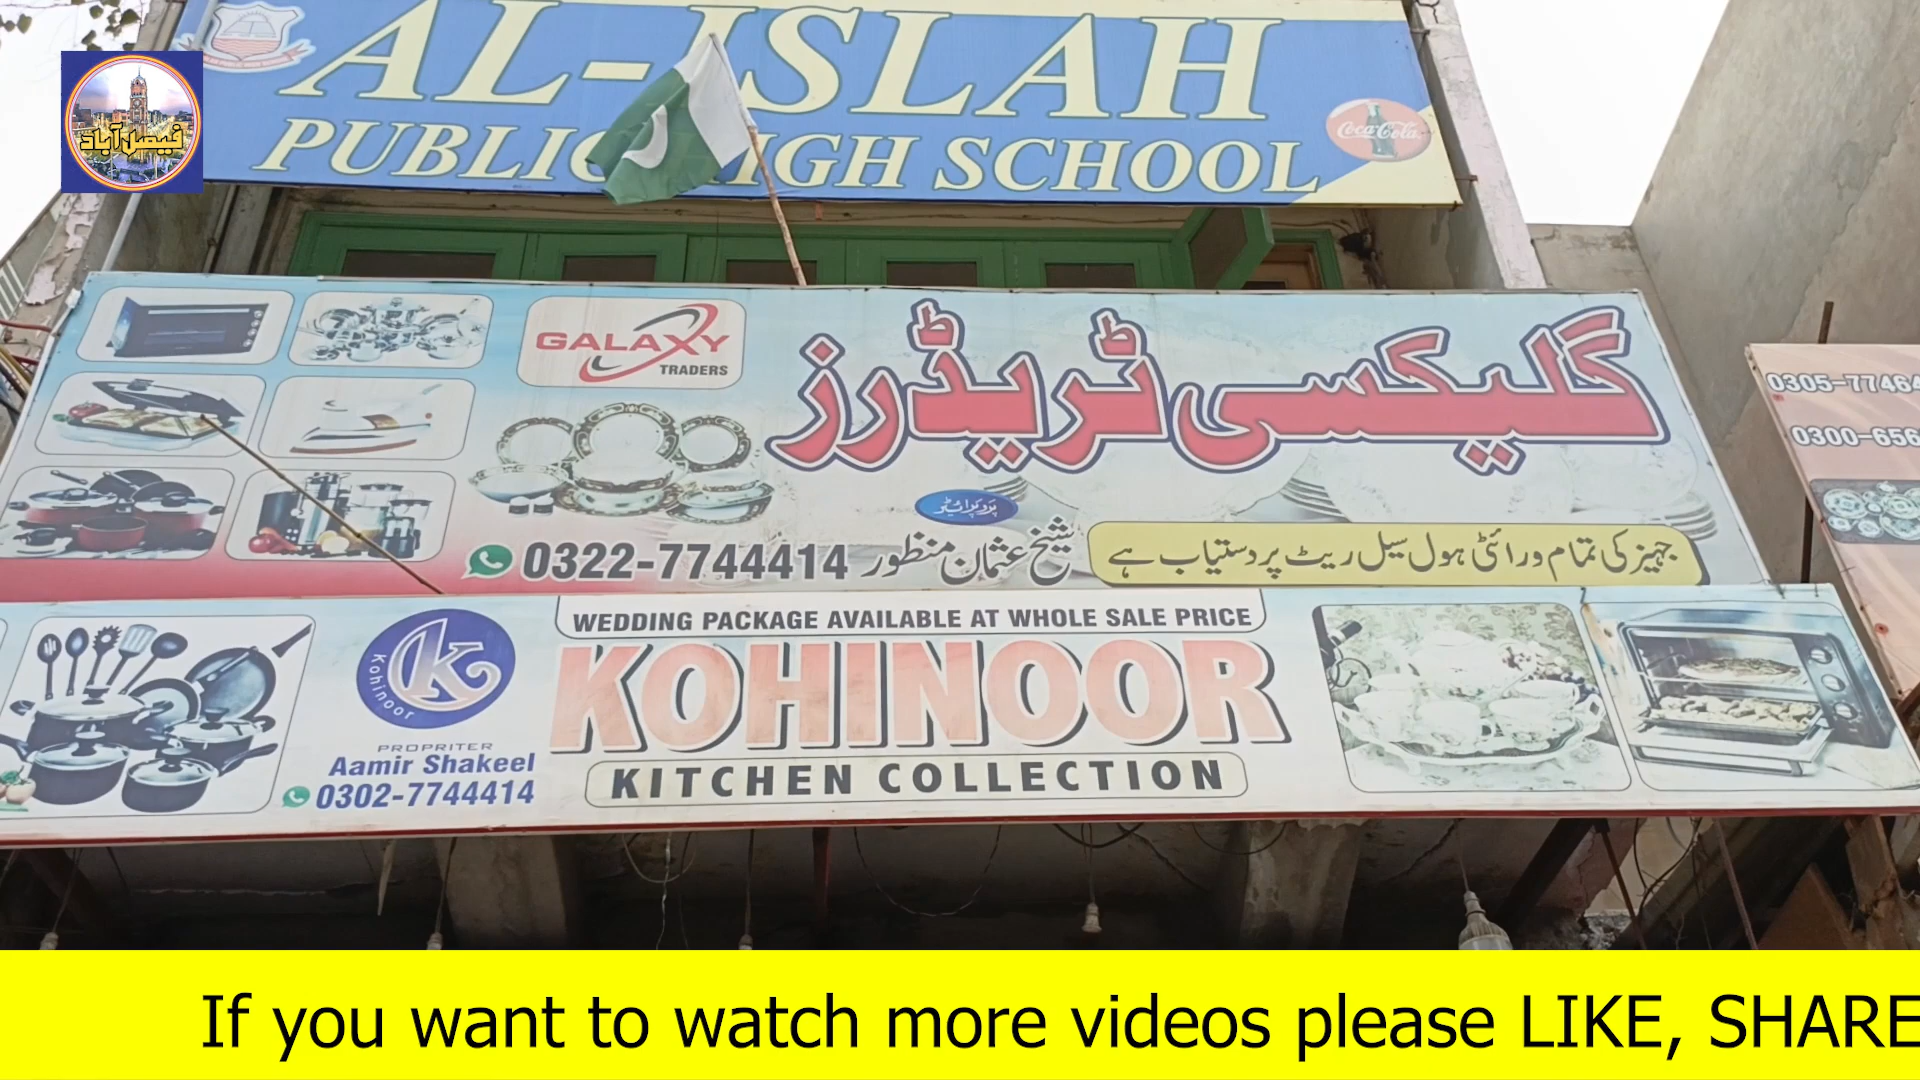 AL-ISLAH
PUBLIC HIGH SCHOOL
Coca-Cola
فیصل آباد
GALAXY
TRADERS
گلیکسی ٹریڈرز
پروپرائیٹر
شیخ عثمان منظور
0322-7744414
جہیز کی تمام ورائٹی ہول سیل ریٹ پر دستیاب ہے
0305-77464
0300-656
WEDDING PACKAGE AVAILABLE AT WHOLE SALE PRICE
KOHINOOR
KITCHEN COLLECTION
K
Kohinoor
PROPRITER
Aamir Shakeel
0302-7744414
If you want to watch more videos please LIKE, SHARE